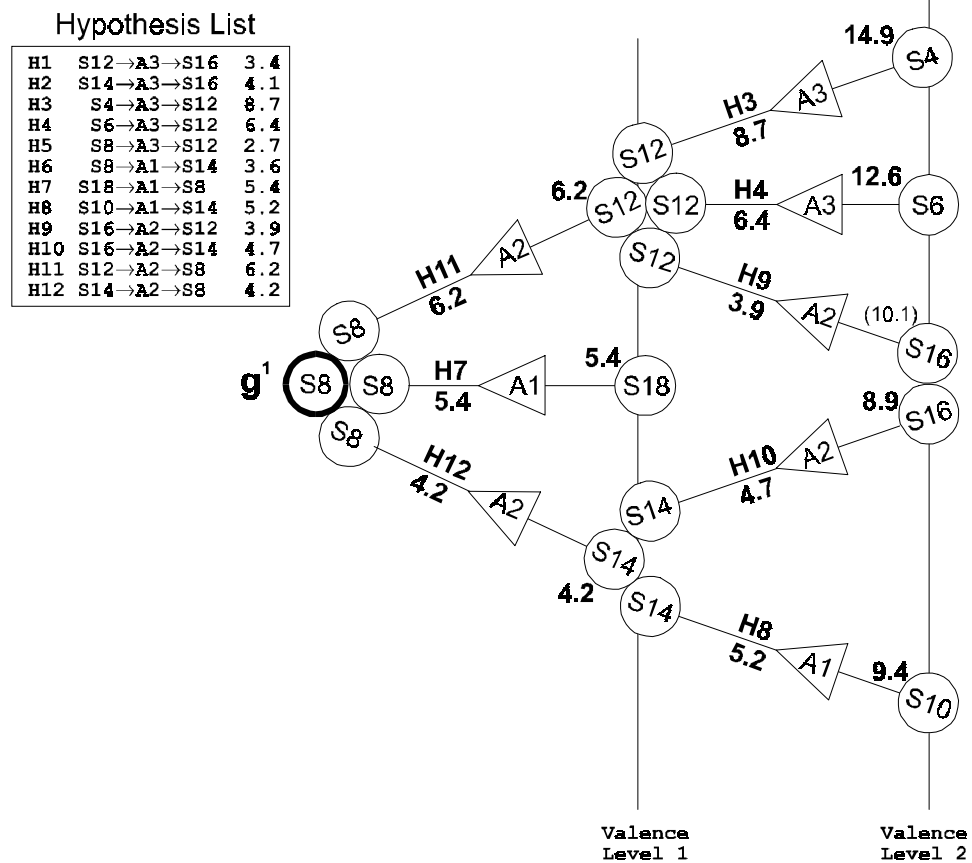 Hypothesis List
H1 S12→A3→S16 3.4
H2 S14→A3→S16 4.1
H3 S4→A3→S12 8.7
H4 S6→A3→S12 6.4
H5 S8→A3→S12 2.7
H6 S8→A1→S14 3.6
H7 S18→A1→S8 5.4
H8 S10→A1→S14 5.2
H9 S16→A2→S12 3.9
H10 S16→A2→S14 4.7
H11 S12→A2→S8 6.2
H12 S14→A2→S8 4.2
14.9
S4
A3
H3
8.7
S12
6.2
S12
S12
H4
6.4
A3
12.6
S6
S12
H9
3.9
A2
(10.1)
S16
A2
H11
6.2
S8
g¹
S8
S8
H7
5.4
A1
5.4
S18
8.9
S16
S8
H12
4.2
A2
A2
H10
4.7
S14
S14
4.2
S14
H8
5.2
A1
9.4
S10
Valence
Level 1
Valence
Level 2